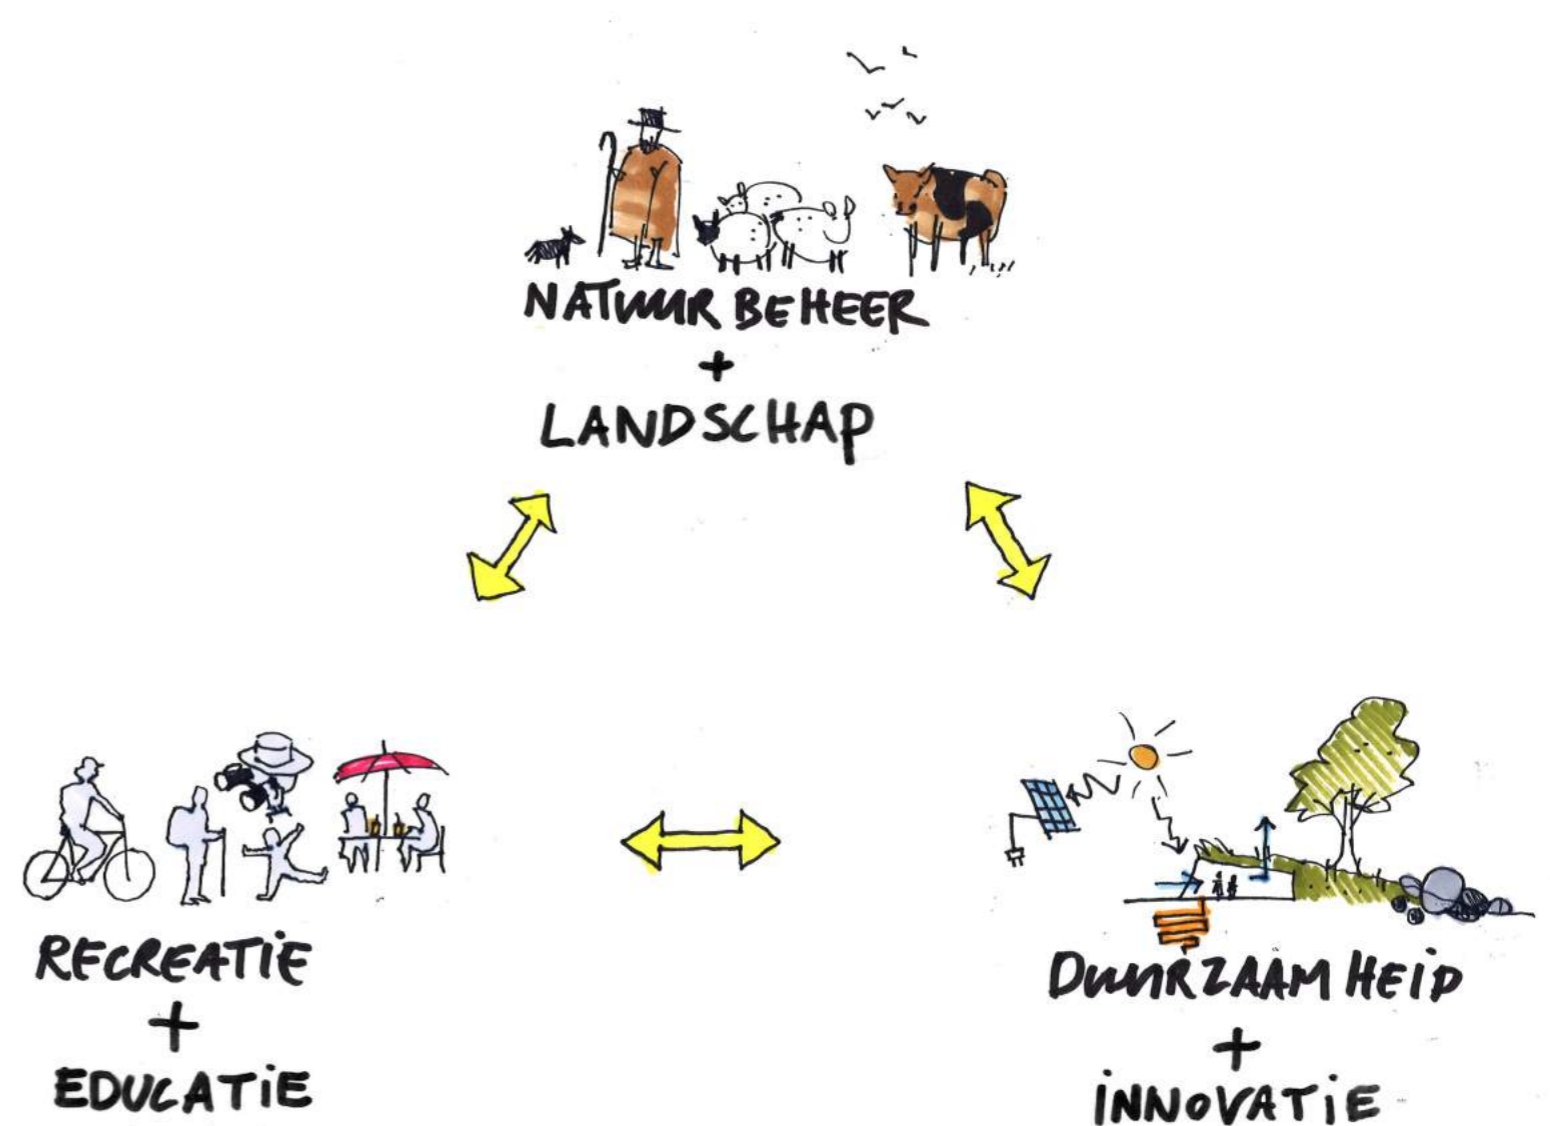 NATUUR BEHEER
+
LANDSCHAP
RECREATIE
+
EDUCATIE
DUURZAAMHEID
+
INNOVATIE